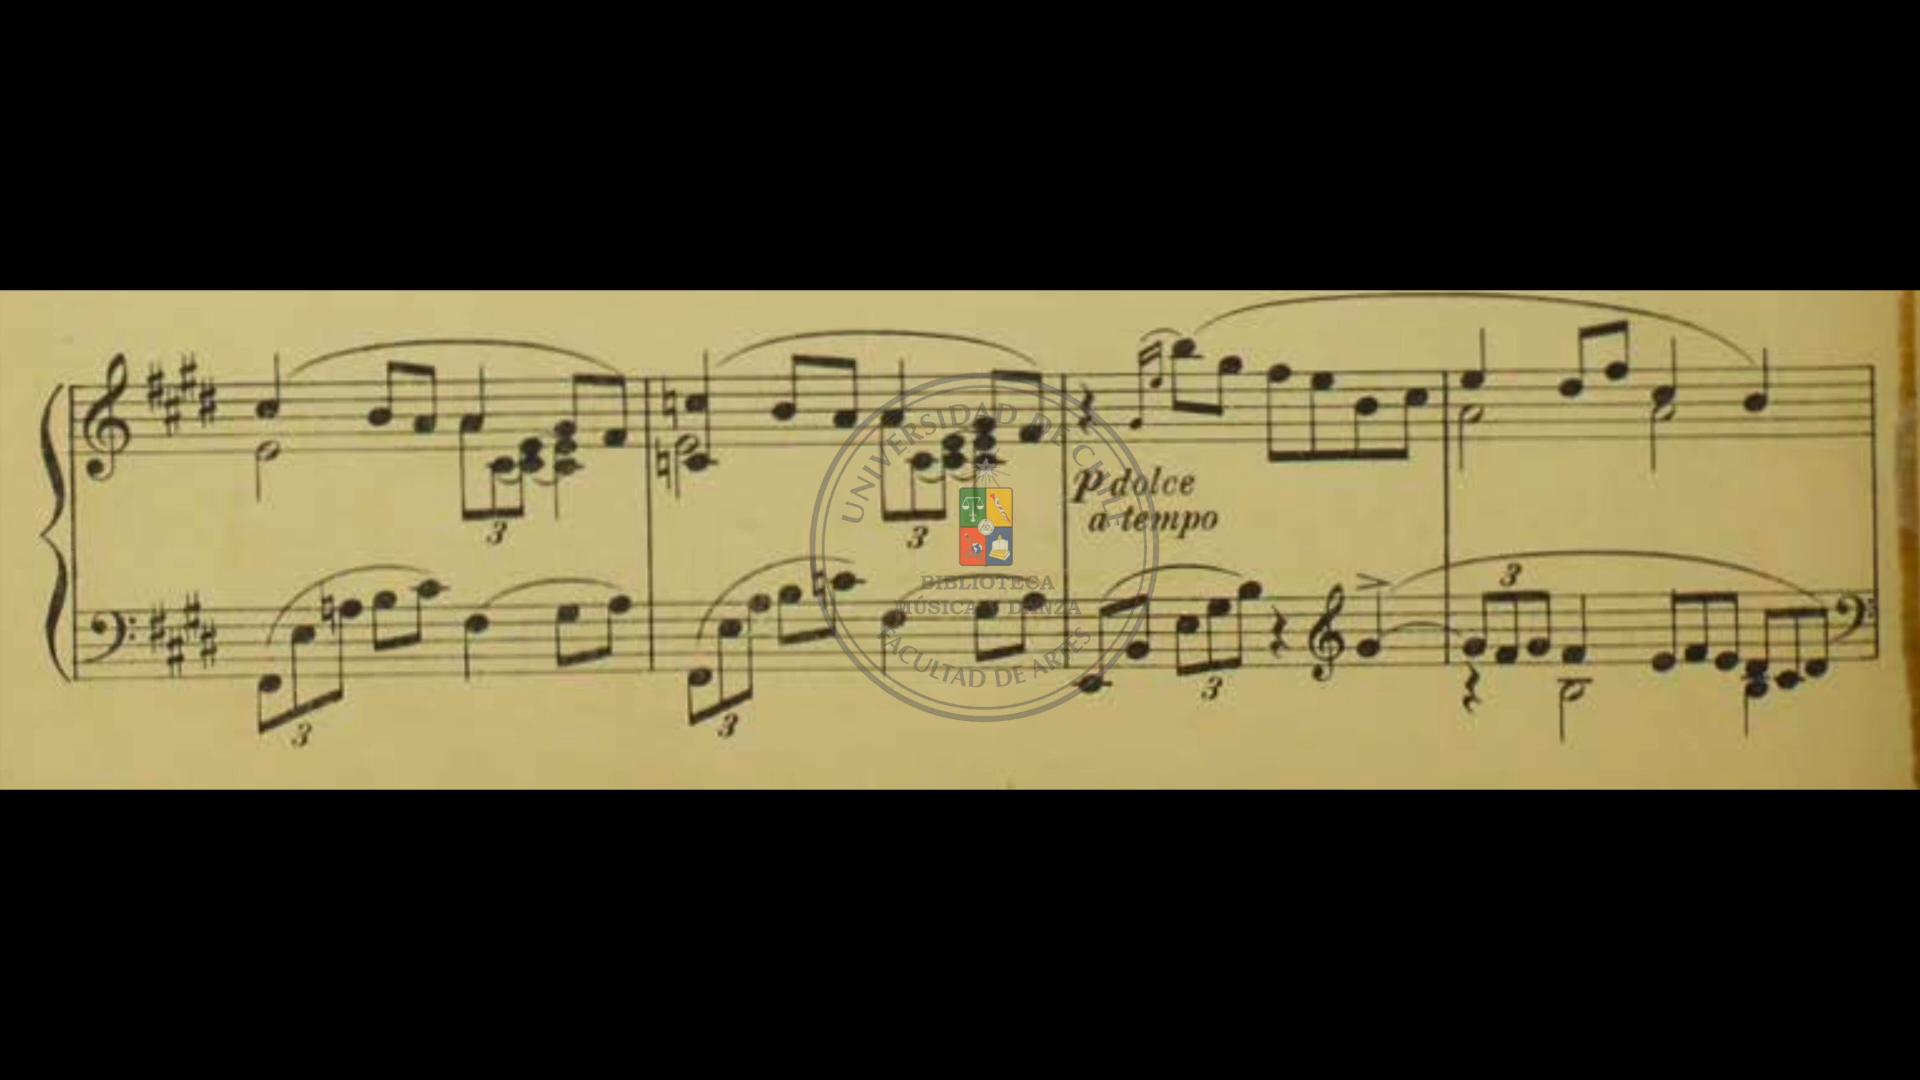 3
3
p dolce
a tempo
UNIVERSIDAD DE CHILE
BIBLIOTECA
MÚSICA Y DANZA
FACULTAD DE ARTES
3
3
3
3